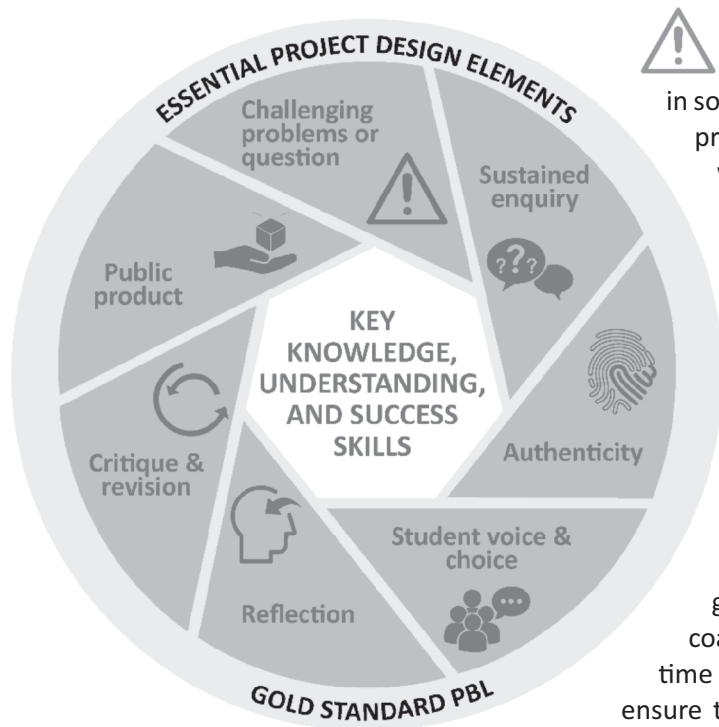 ESSENTIAL PROJECT DESIGN ELEMENTS
Challenging
problems or
question
Sustained
enquiry
???
Public
product
KEY
KNOWLEDGE,
UNDERSTANDING,
AND SUCCESS
SKILLS
Authenticity
Critique &
revision
Student voice &
choice
Reflection
GOLD STANDARD PBL
in so
pr
g
coa
time
ensure t